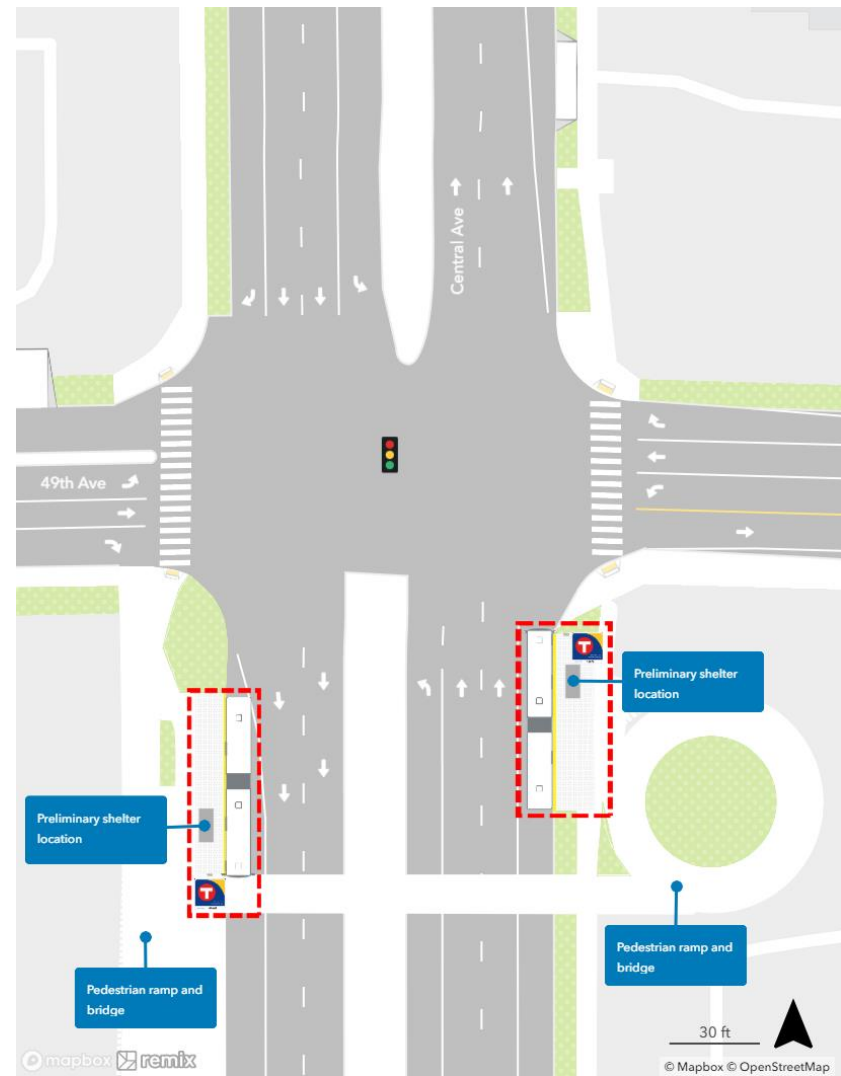 Central Ave
49th Ave
Preliminary shelter
location
Preliminary shelter
location
Pedestrian ramp and
bridge
Pedestrian ramp and
bridge
30 ft
mapbox remix
© Mapbox © OpenStreetMap